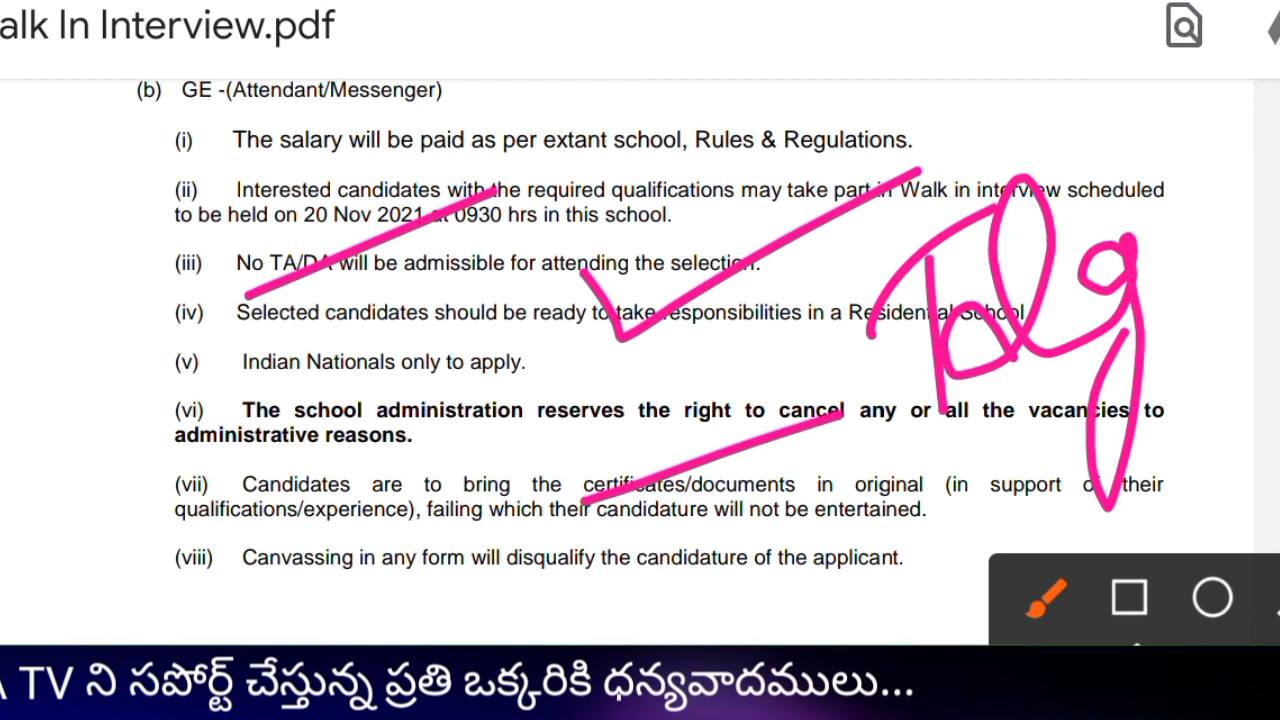 alk In Interview.pdf
(b) GE -(Attendant/Messenger)
(i) The salary will be paid as per extant school, Rules & Regulations.
(ii) Interested candidates with the required qualifications may take part in Walk in interview scheduled
to be held on 20 Nov 2021 at 0930 hrs in this school.
(iii) No TA/DA will be admissible for attending the selection.
(iv) Selected candidates should be ready to take responsibilities in a Residential School
(v) Indian Nationals only to apply.
(vi) The school administration reserves the right to cancel any or all the vacancies to
administrative reasons.
(vii) Candidates are to bring the certificates/documents in original (in support of their
qualifications/experience), failing which their candidature will not be entertained.
(viii) Canvassing in any form will disqualify the candidature of the applicant.
TV ని సపోర్ట్ చేస్తున్న ప్రతి ఒక్కరికి ధన్యవాదములు...